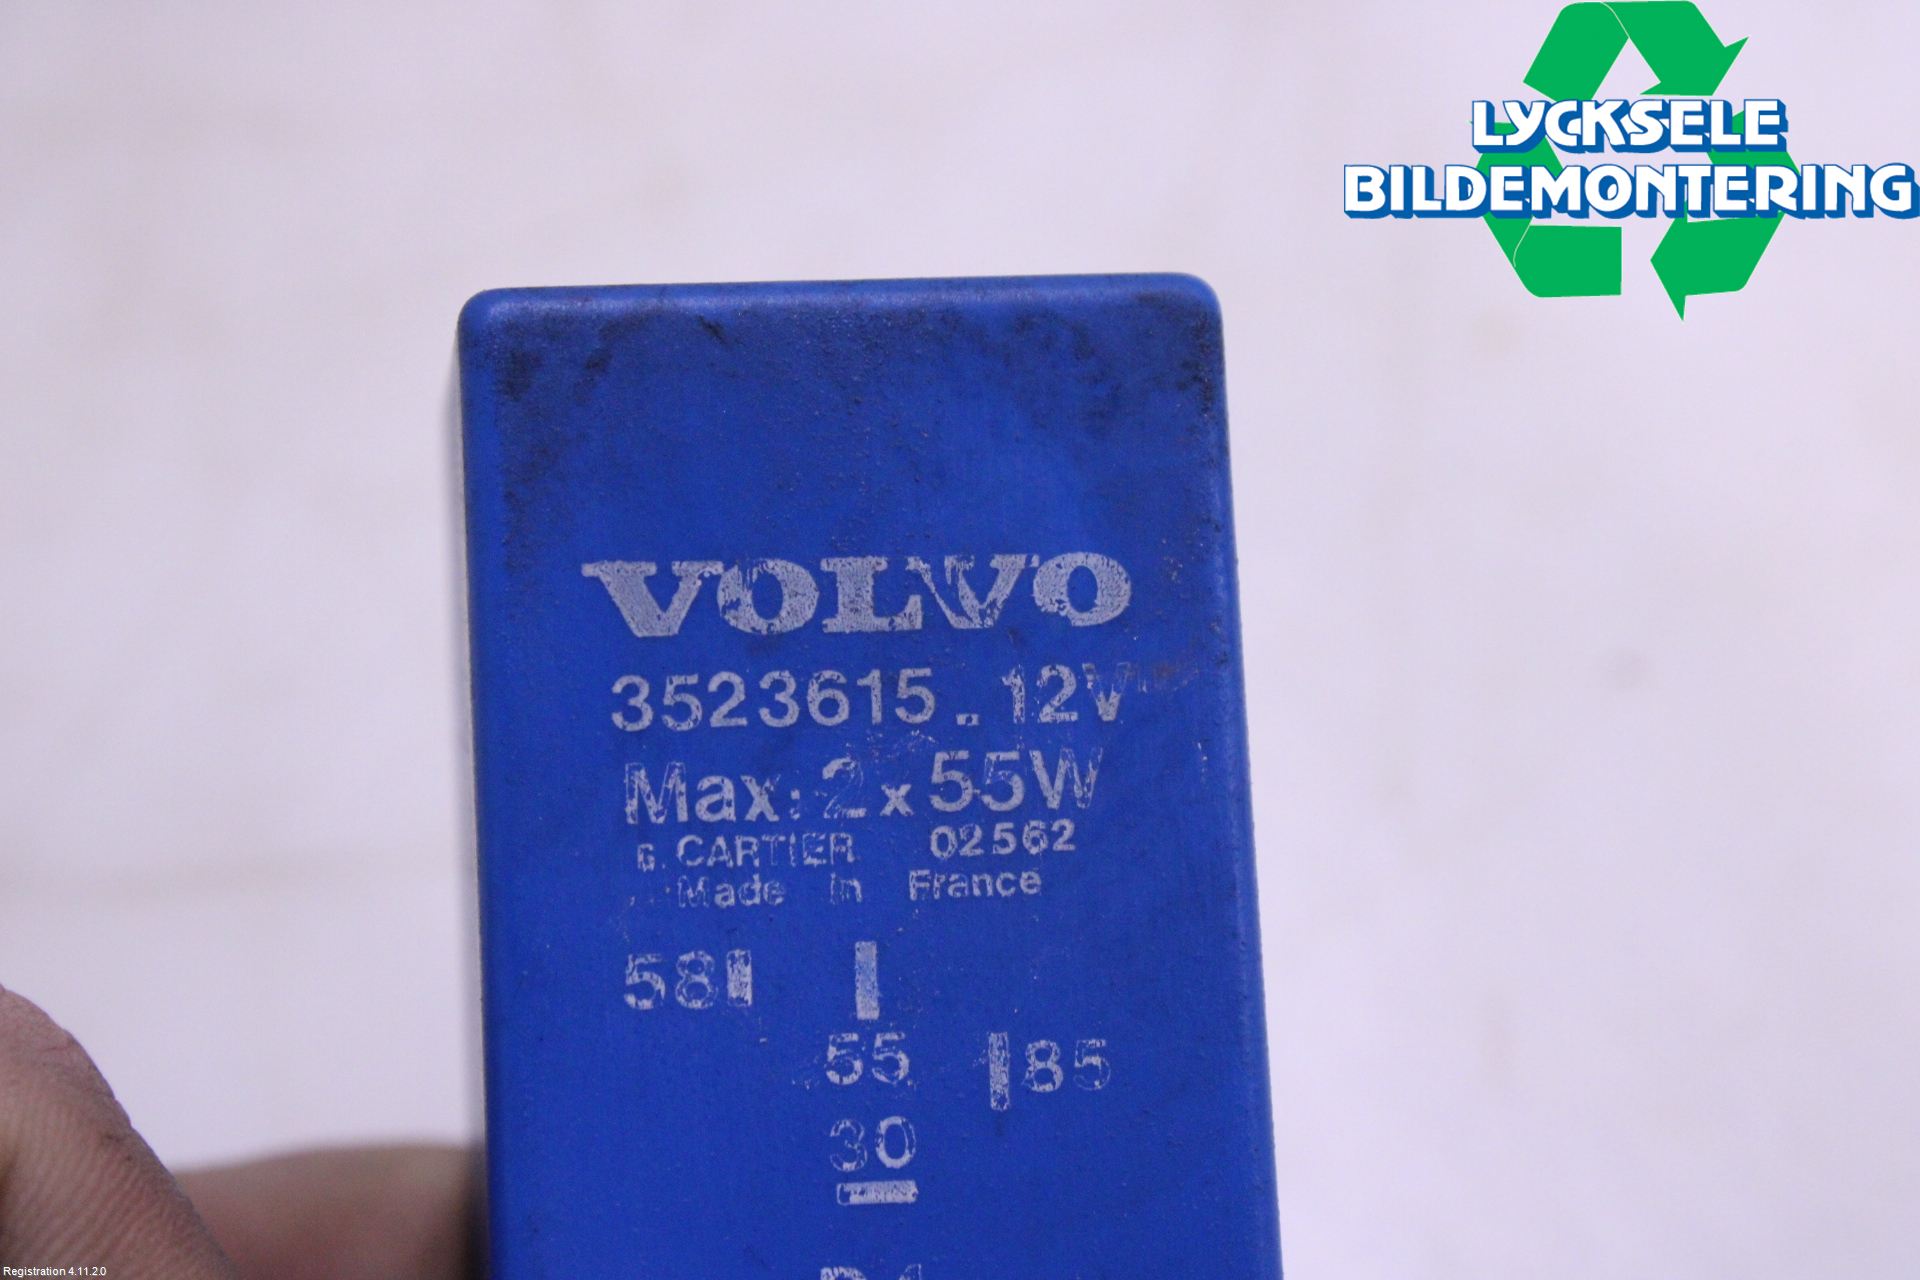 LYCKSELE
BILDEMONTERING
VOLVO
3523615. 12V
Max: 2 x 55W
G. CARTIER 02562
Made in France
58
55
85
30
Registration 4.11.2.0